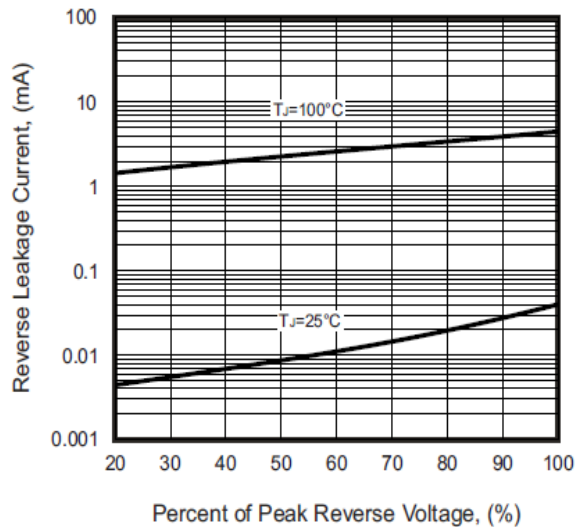 100
10
1
0.1
0.01
0.001
Reverse Leakage Current, (mA)
TJ=100°C
TJ=25°C
20 30 40 50 60 70 80 90 100
Percent of Peak Reverse Voltage, (%)